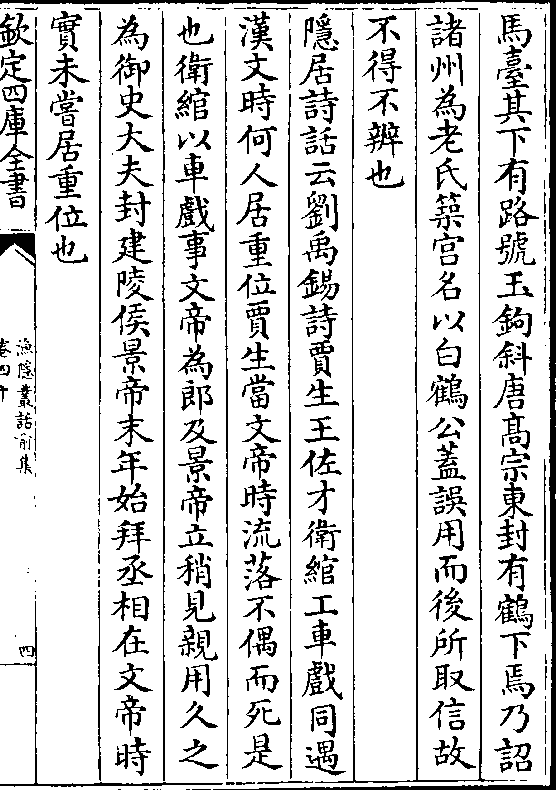 馬臺其下有路號玉鉤斜唐髙宗東封有鶴下焉乃詔
諸州為老氏築宫名以白鶴公蓋誤用而後所取信故
不得不辨也
隱居詩話云劉禹錫詩賈生王佐才衛綰工車戲同遇
漢文時何人居重位賈生當文帝時流落不偶而死是
也衛綰以車戲事文帝為郎及景帝立稍見親用久之
為御史大夫封建陵侯景帝末年始拜丞相在文帝時
實未嘗居重位也
欽定四庫全書
漁隱叢話前集
卷四十
四